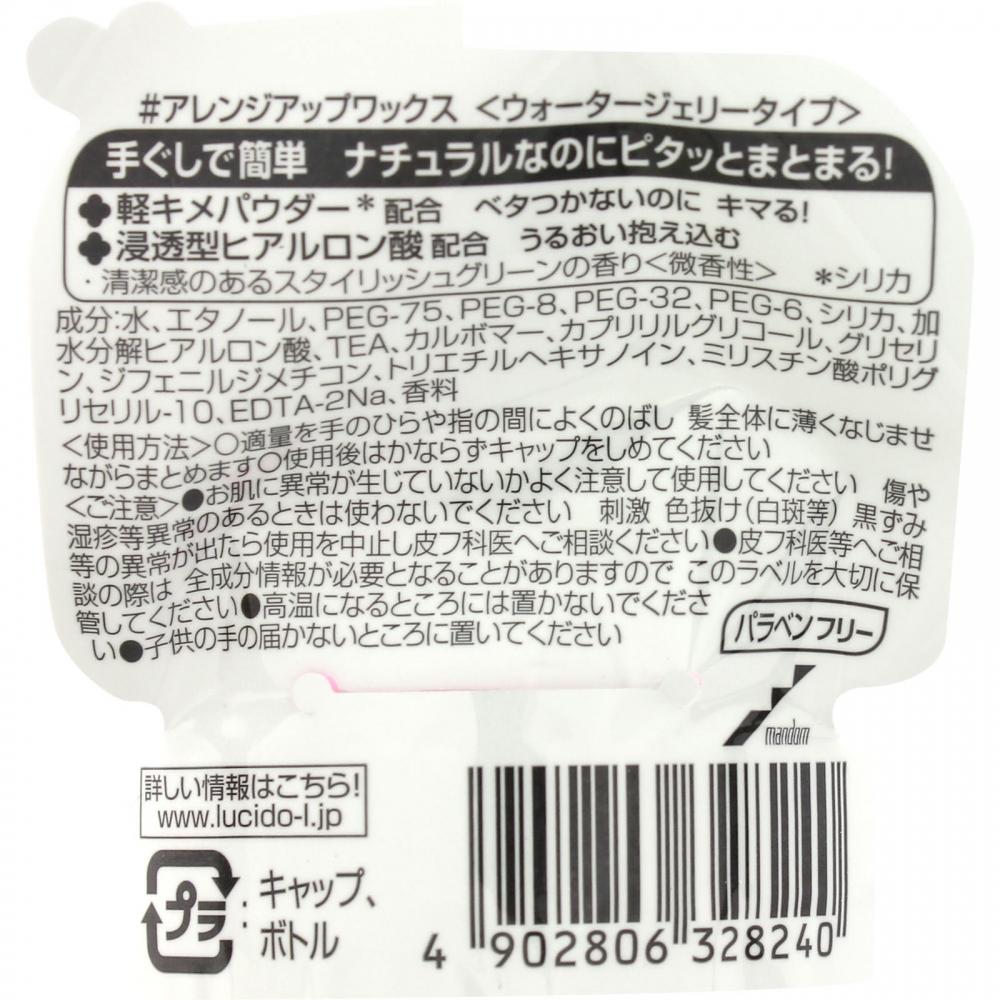 #アレンジアップワックス <ウォータージェリータイプ>
手ぐしで簡単 ナチュラルなのにピタッとまとまる!
軽キメパウダー* 配合 ベタつかないのに キマる!
浸透型ヒアルロン酸 配合 うるおい抱え込む
・清潔感のあるスタイリッシュグリーンの香り<微香性> *シリカ
成分:水、エタノール、PEG-75、PEG-8、PEG-32、PEG-6、シリカ、加
水分解ヒアルロン酸、TEA、カルボマー、カプリリルグリコール、グリセリ
ン、ジフェニルジメチコン、トリエチルヘキサノイン、ミリスチン酸ポリグ
リセリル-10、EDTA-2Na、香料
<使用方法>○適量を手のひらや指の間によくのばし 髪全体に薄くなじませ
ながらまとめます○使用後はかならずキャップをしめてください
<ご注意>●お肌に異常が生じていないかよく注意して使用してください 傷や
湿疹等異常のあるときは使わないでください 刺激 色抜け(白斑等) 黒ずみ
等の異常が出たら使用を中止し皮フ科医へご相談ください●皮フ科医等へご相
談の際は 全成分情報が必要となることがありますので このラベルを大切に保
管してください●高温になるところには置かないでくださ
い●子供の手の届かないところに置いてください
パラベンフリー
mandom
詳しい情報はこちら!
www.lucido-l.jp
プラ
:キャップ、
ボトル
4 902806 328240